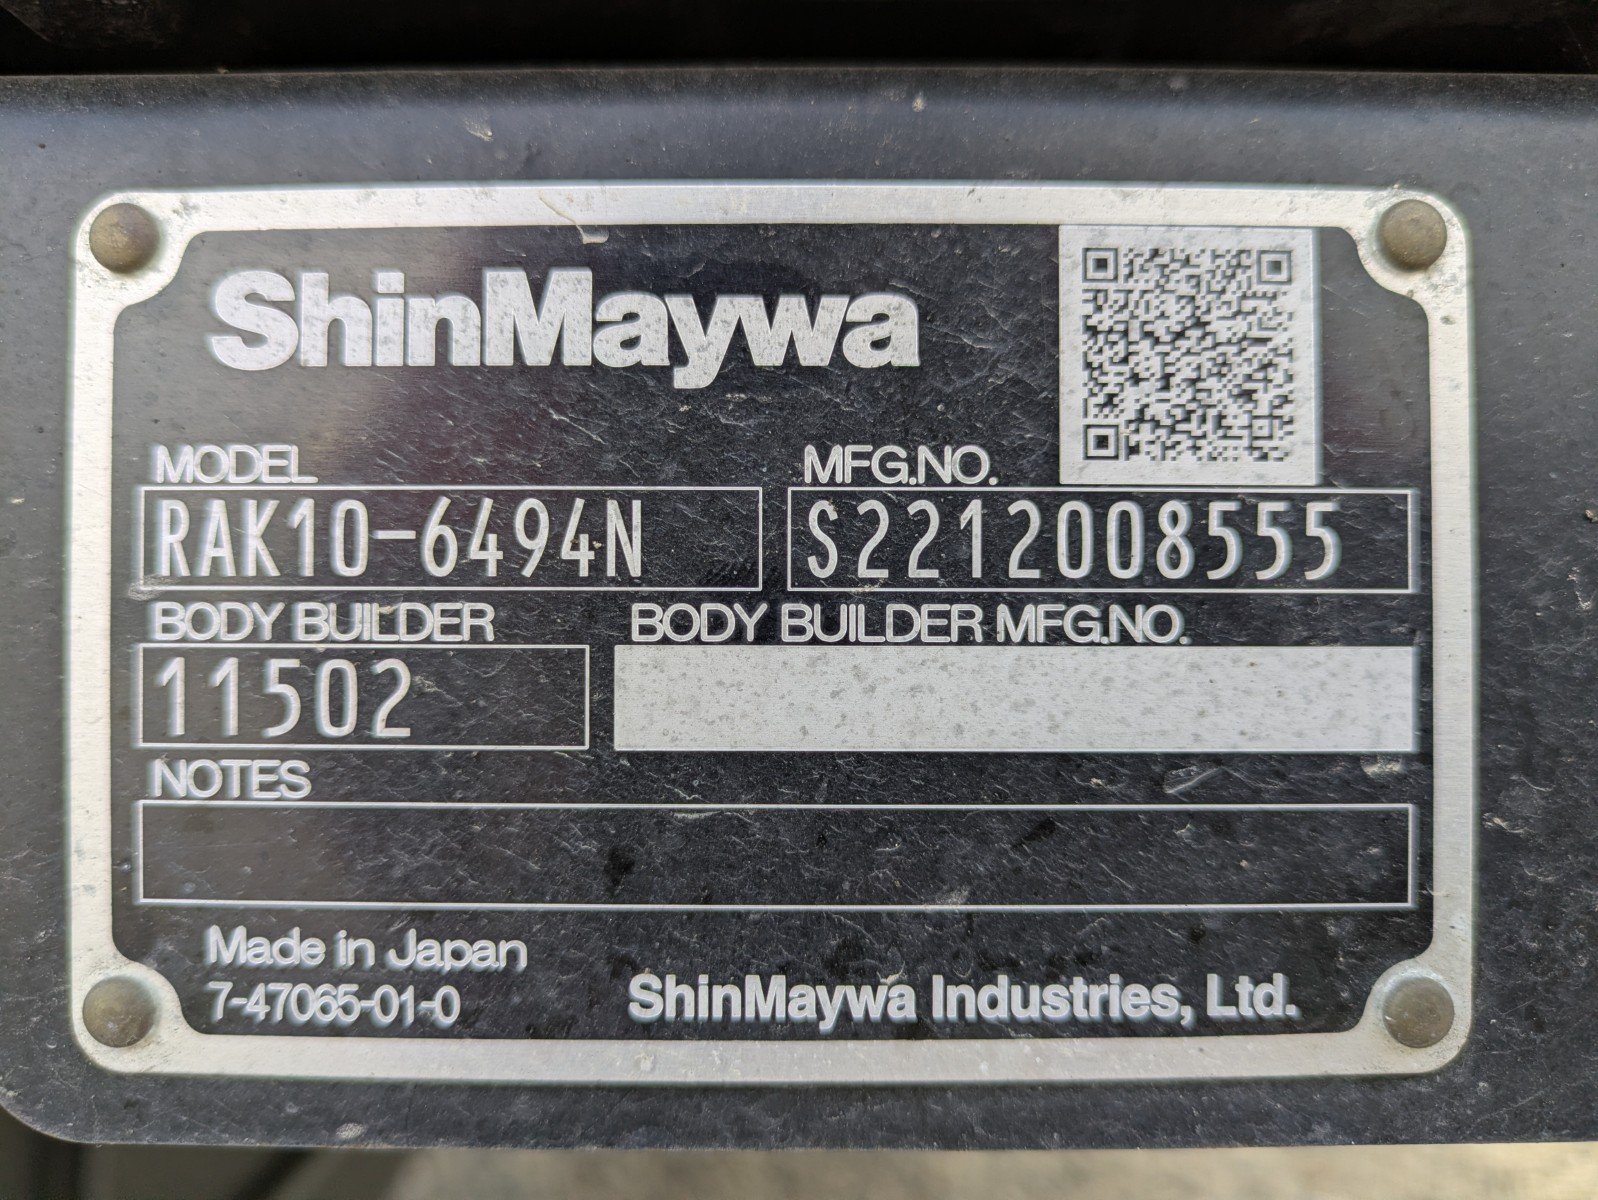 ShinMaywa
MODEL MFG.NO.
RAK10-6494N S2212008555
BODY BUILDER BODY BUILDER MFG.NO.
11502
NOTES
Made in Japan
7-47065-01-0 ShinMaywa Industries, Ltd.